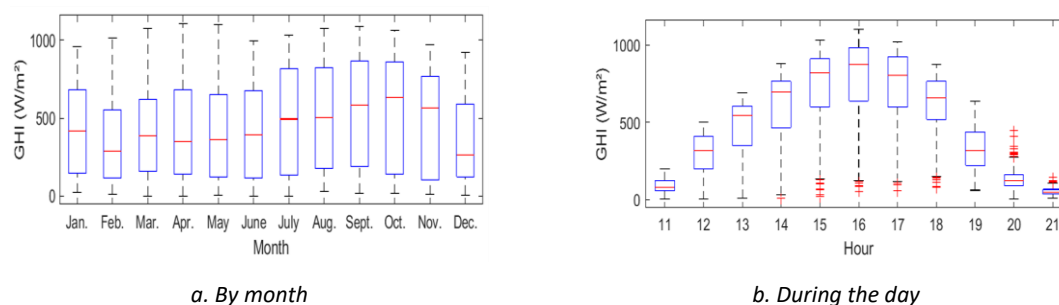 GHI (W/m²)
1000
500
0
Jan. Feb. Mar. Apr. May June July Aug. Sept. Oct. Nov. Dec.
Month
a. By month
GHI (W/m²)
1000
500
0
11 12 13 14 15 16 17 18 19 20 21
Hour
b. During the day